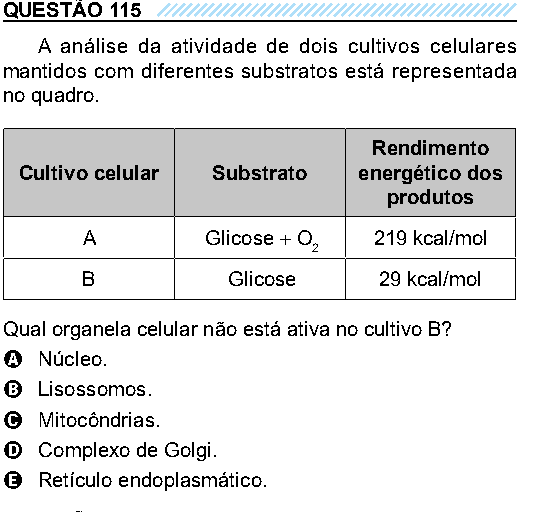 QUESTÃO 115
A análise da atividade de dois cultivos celulares
mantidos com diferentes substratos está representada
no quadro.
Cultivo celular Substrato Rendimento energético dos produtos
A Glicose + O₂ 219 kcal/mol
B Glicose 29 kcal/mol
Qual organela celular não está ativa no cultivo B?
A Núcleo.
B Lisossomos.
C Mitocôndrias.
D Complexo de Golgi.
E Retículo endoplasmático.